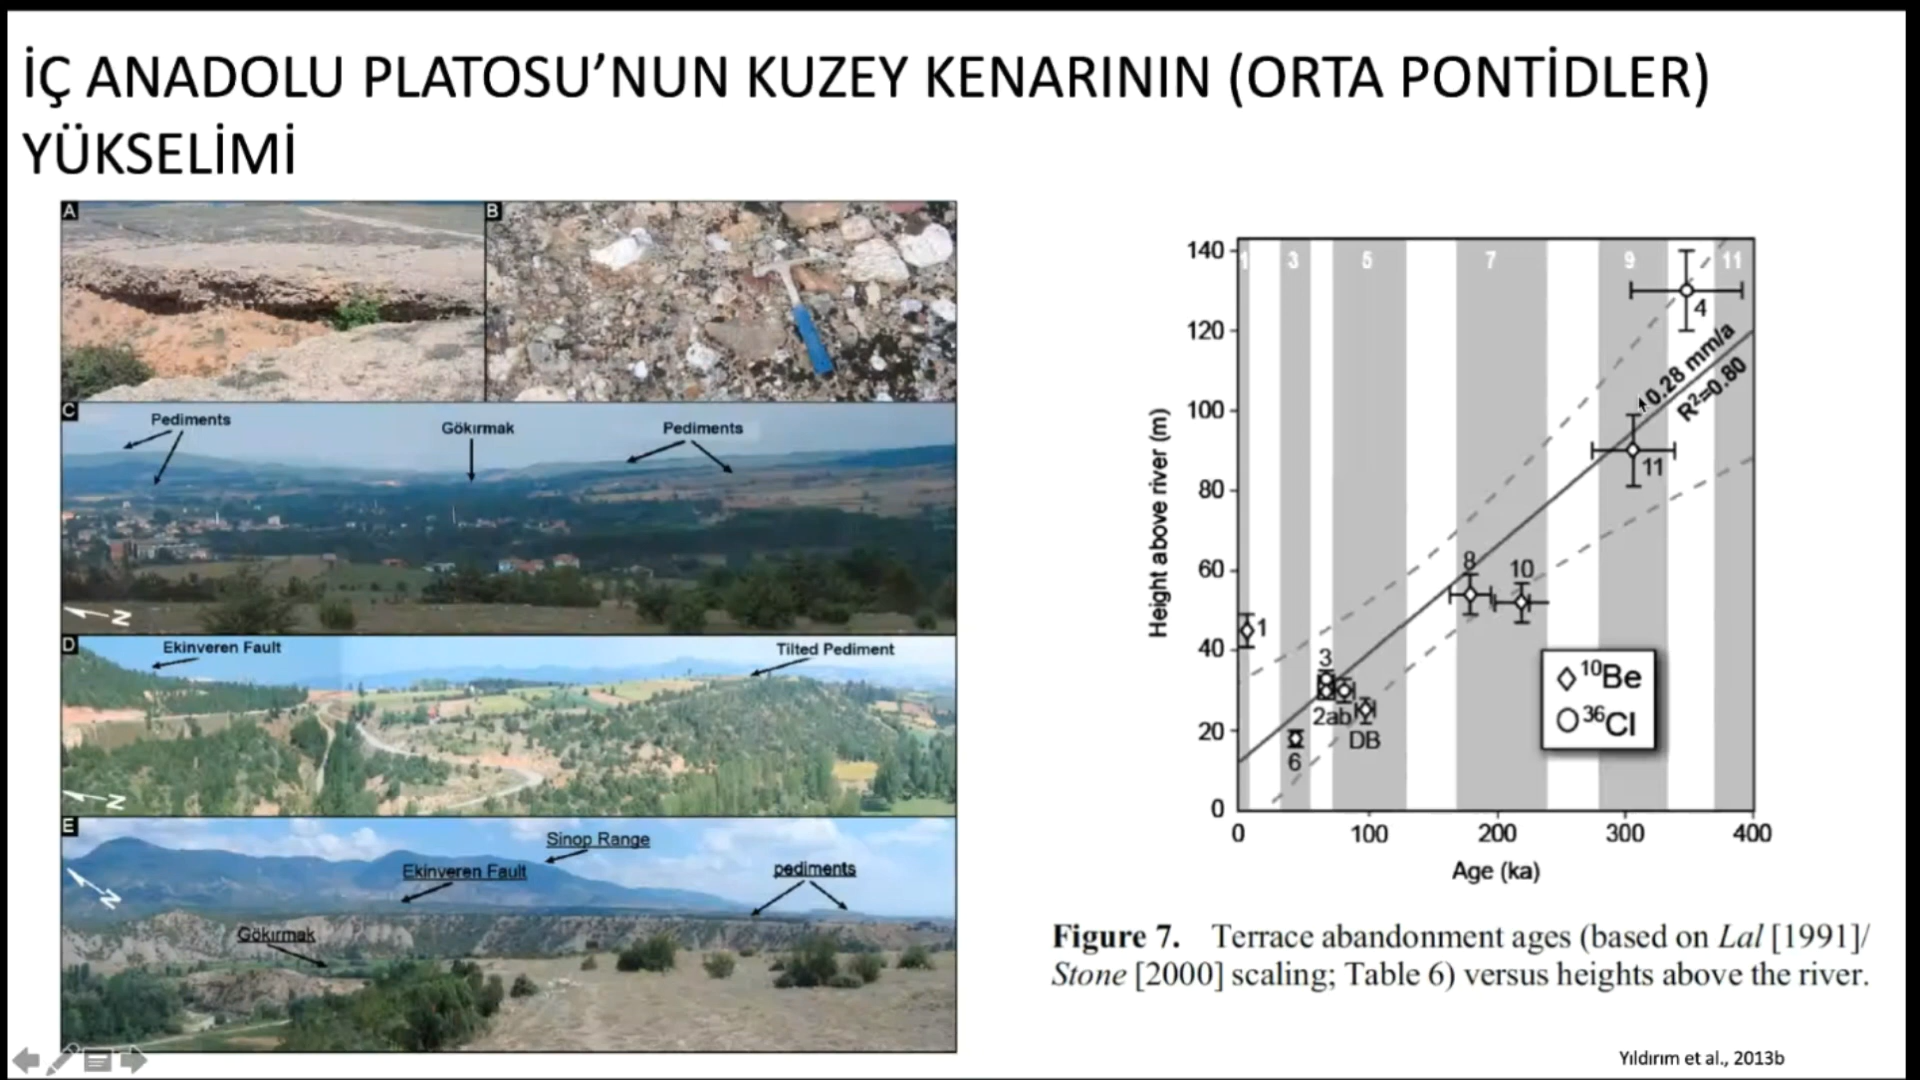 İÇ ANADOLU PLATOSU’NUN KUZEY KENARININ (ORTA PONTİDLER)
YÜKSELİMİ
A
B
C
Pediments
Gökırmak
Pediments
N
D
Ekinveren Fault
Tilted Pediment
N
E
Sinop Range
Ekinveren Fault
pediments
N
Gökırmak
140
120
100
80
60
40
20
0
Height above river (m)
1 3 5 7 9 11
4
0.28 mm/a
R²=0.80
11
8
10
1
3
2ab
DB
6
¹⁰Be
³⁶Cl
0 100 200 300 400
Age (ka)
Figure 7. Terrace abandonment ages (based on Lal [1991]/
Stone [2000] scaling; Table 6) versus heights above the river.
Yıldırım et al., 2013b